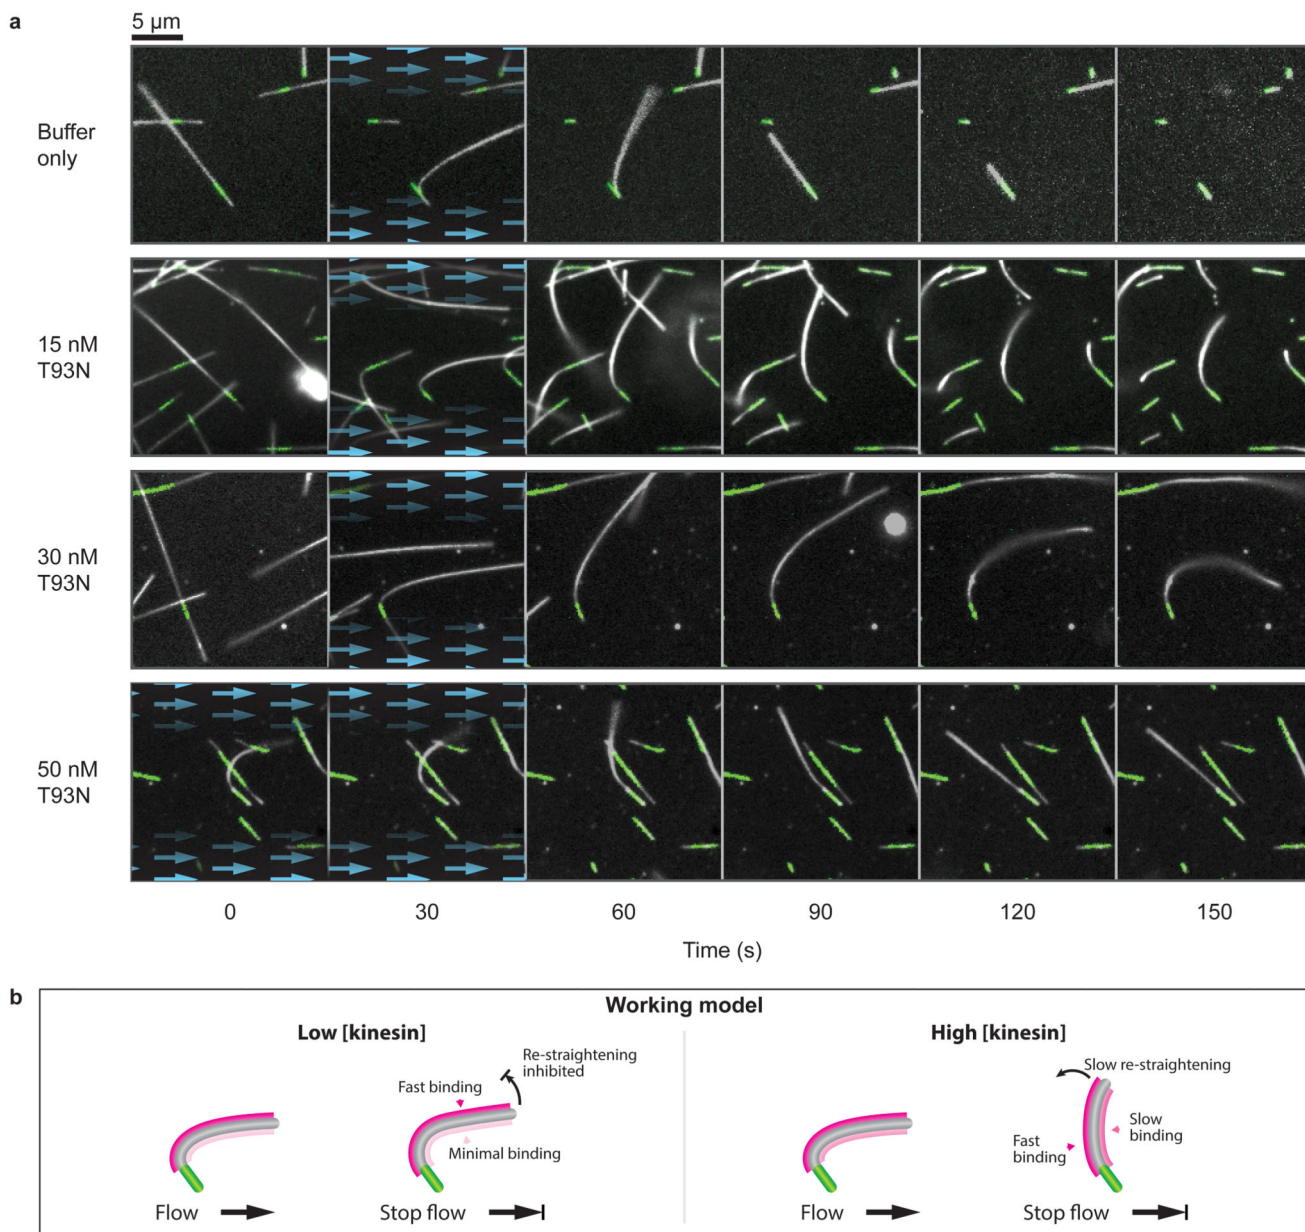 a
5 µm
Buffer
only
15 nM
T93N
30 nM
T93N
50 nM
T93N
0 30 60 90 120 150
Time (s)
b
Working model
Low [kinesin]
Re-straightening
inhibited
Fast binding
Minimal binding
Flow
Stop flow
High [kinesin]
Slow re-straightening
Slow
binding
Fast
binding
Flow
Stop flow